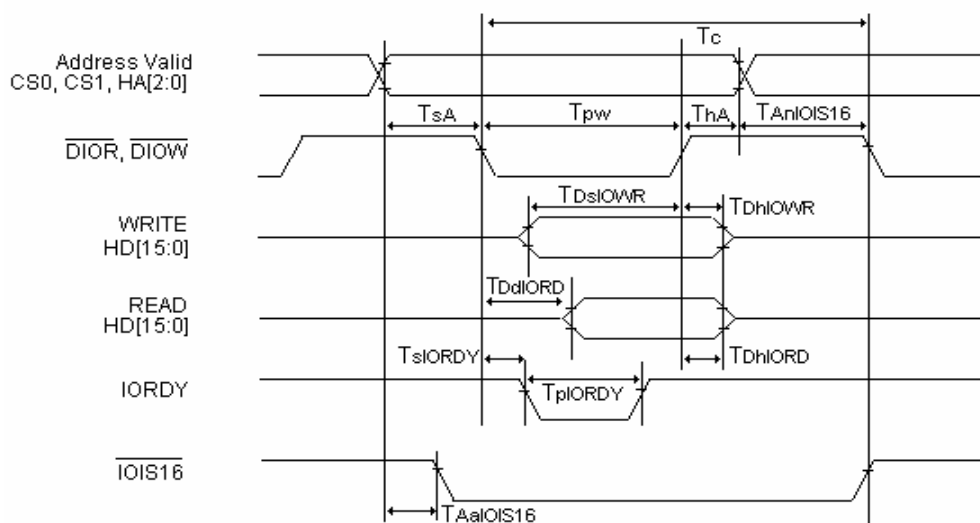 Tc
Address Valid
CS0, CS1, HA[2:0]
TsA Tpw ThA TAnIOIS16
DIOR, DIOW
TDsIOWR TDhIOWR
WRITE
HD[15:0]
TDdIORD
READ
HD[15:0]
TsIORDY TDhIORD
IORDY TpIORDY
IOIS16
TAaIOIS16